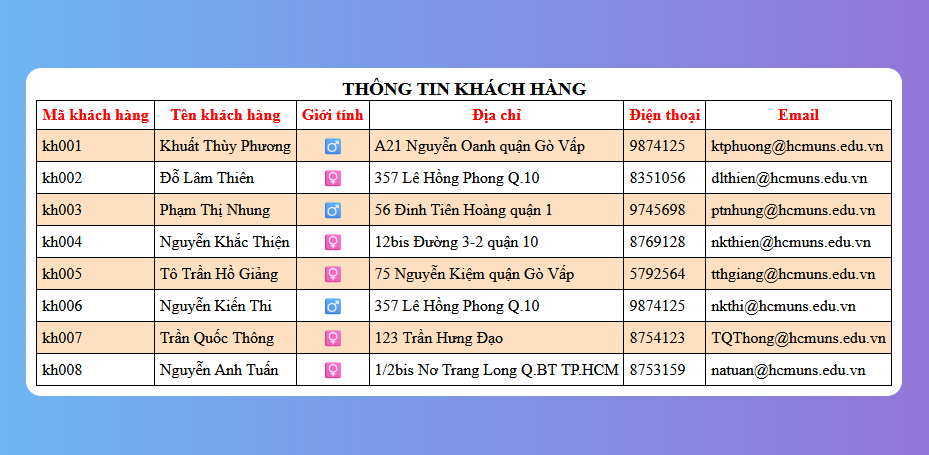 THÔNG TIN KHÁCH HÀNG
Mã khách hàng Tên khách hàng Giới tính Địa chỉ Điện thoại Email
kh001 Khuất Thùy Phương ♂ A21 Nguyễn Oanh quận Gò Vấp 9874125 ktphuong@hcmuns.edu.vn
kh002 Đỗ Lâm Thiên ♀ 357 Lê Hồng Phong Q.10 8351056 dlthien@hcmuns.edu.vn
kh003 Phạm Thị Nhung ♂ 56 Đinh Tiên Hoàng quận 1 9745698 ptnhung@hcmuns.edu.vn
kh004 Nguyễn Khắc Thiện ♀ 12bis Đường 3-2 quận 10 8769128 nkthien@hcmuns.edu.vn
kh005 Tô Trần Hồ Giảng ♀ 75 Nguyễn Kiệm quận Gò Vấp 5792564 tthgiang@hcmuns.edu.vn
kh006 Nguyễn Kiến Thi ♂ 357 Lê Hồng Phong Q.10 9874125 nkthi@hcmuns.edu.vn
kh007 Trần Quốc Thông ♀ 123 Trần Hưng Đạo 8754123 TQThong@hcmuns.edu.vn
kh008 Nguyễn Anh Tuấn ♀ 1/2bis Nơ Trang Long Q.BT TP.HCM 8753159 natuan@hcmuns.edu.vn